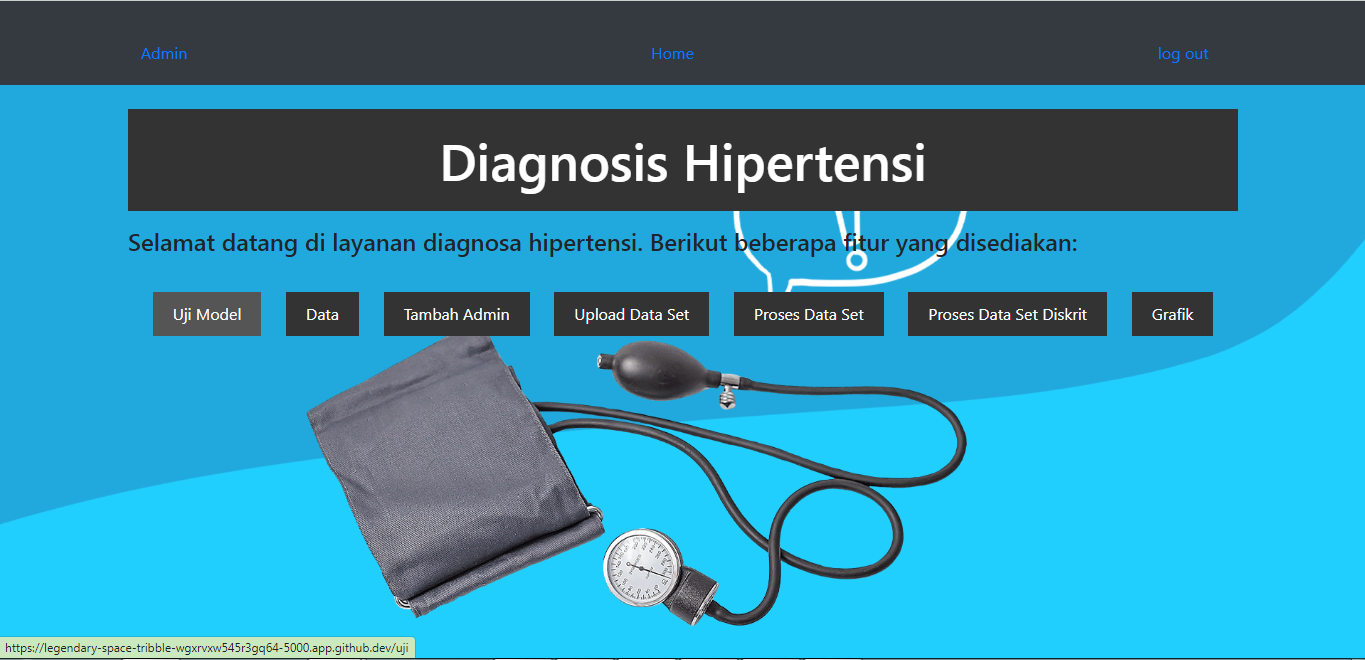 Admin Home log out
Diagnosis Hipertensi
Selamat datang di layanan diagnosa hipertensi. Berikut beberapa fitur yang disediakan:
Uji Model Data Tambah Admin Upload Data Set Proses Data Set Proses Data Set Diskrit Grafik
https://legendary-space-tribble-wgxrvxw545r3gq64-5000.app.github.dev/uji